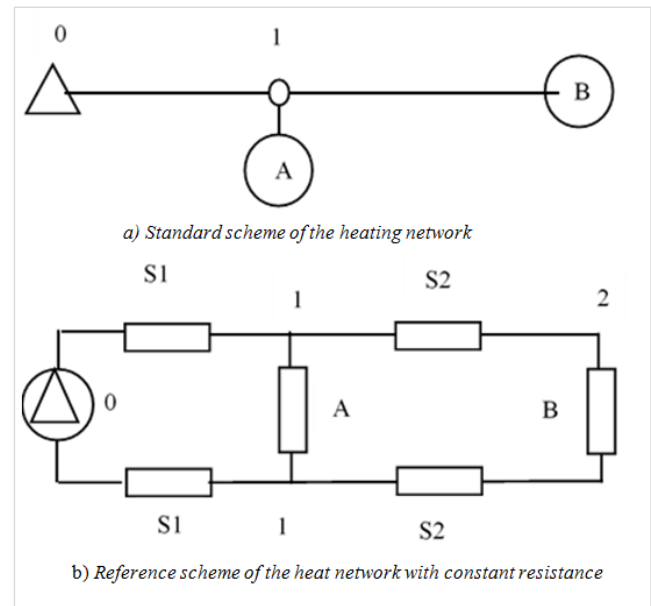 0 1
B
A
a) Standard scheme of the heating network
S1 S2
1 2
0 A B
S1 1 S2
b) Reference scheme of the heat network with constant resistance